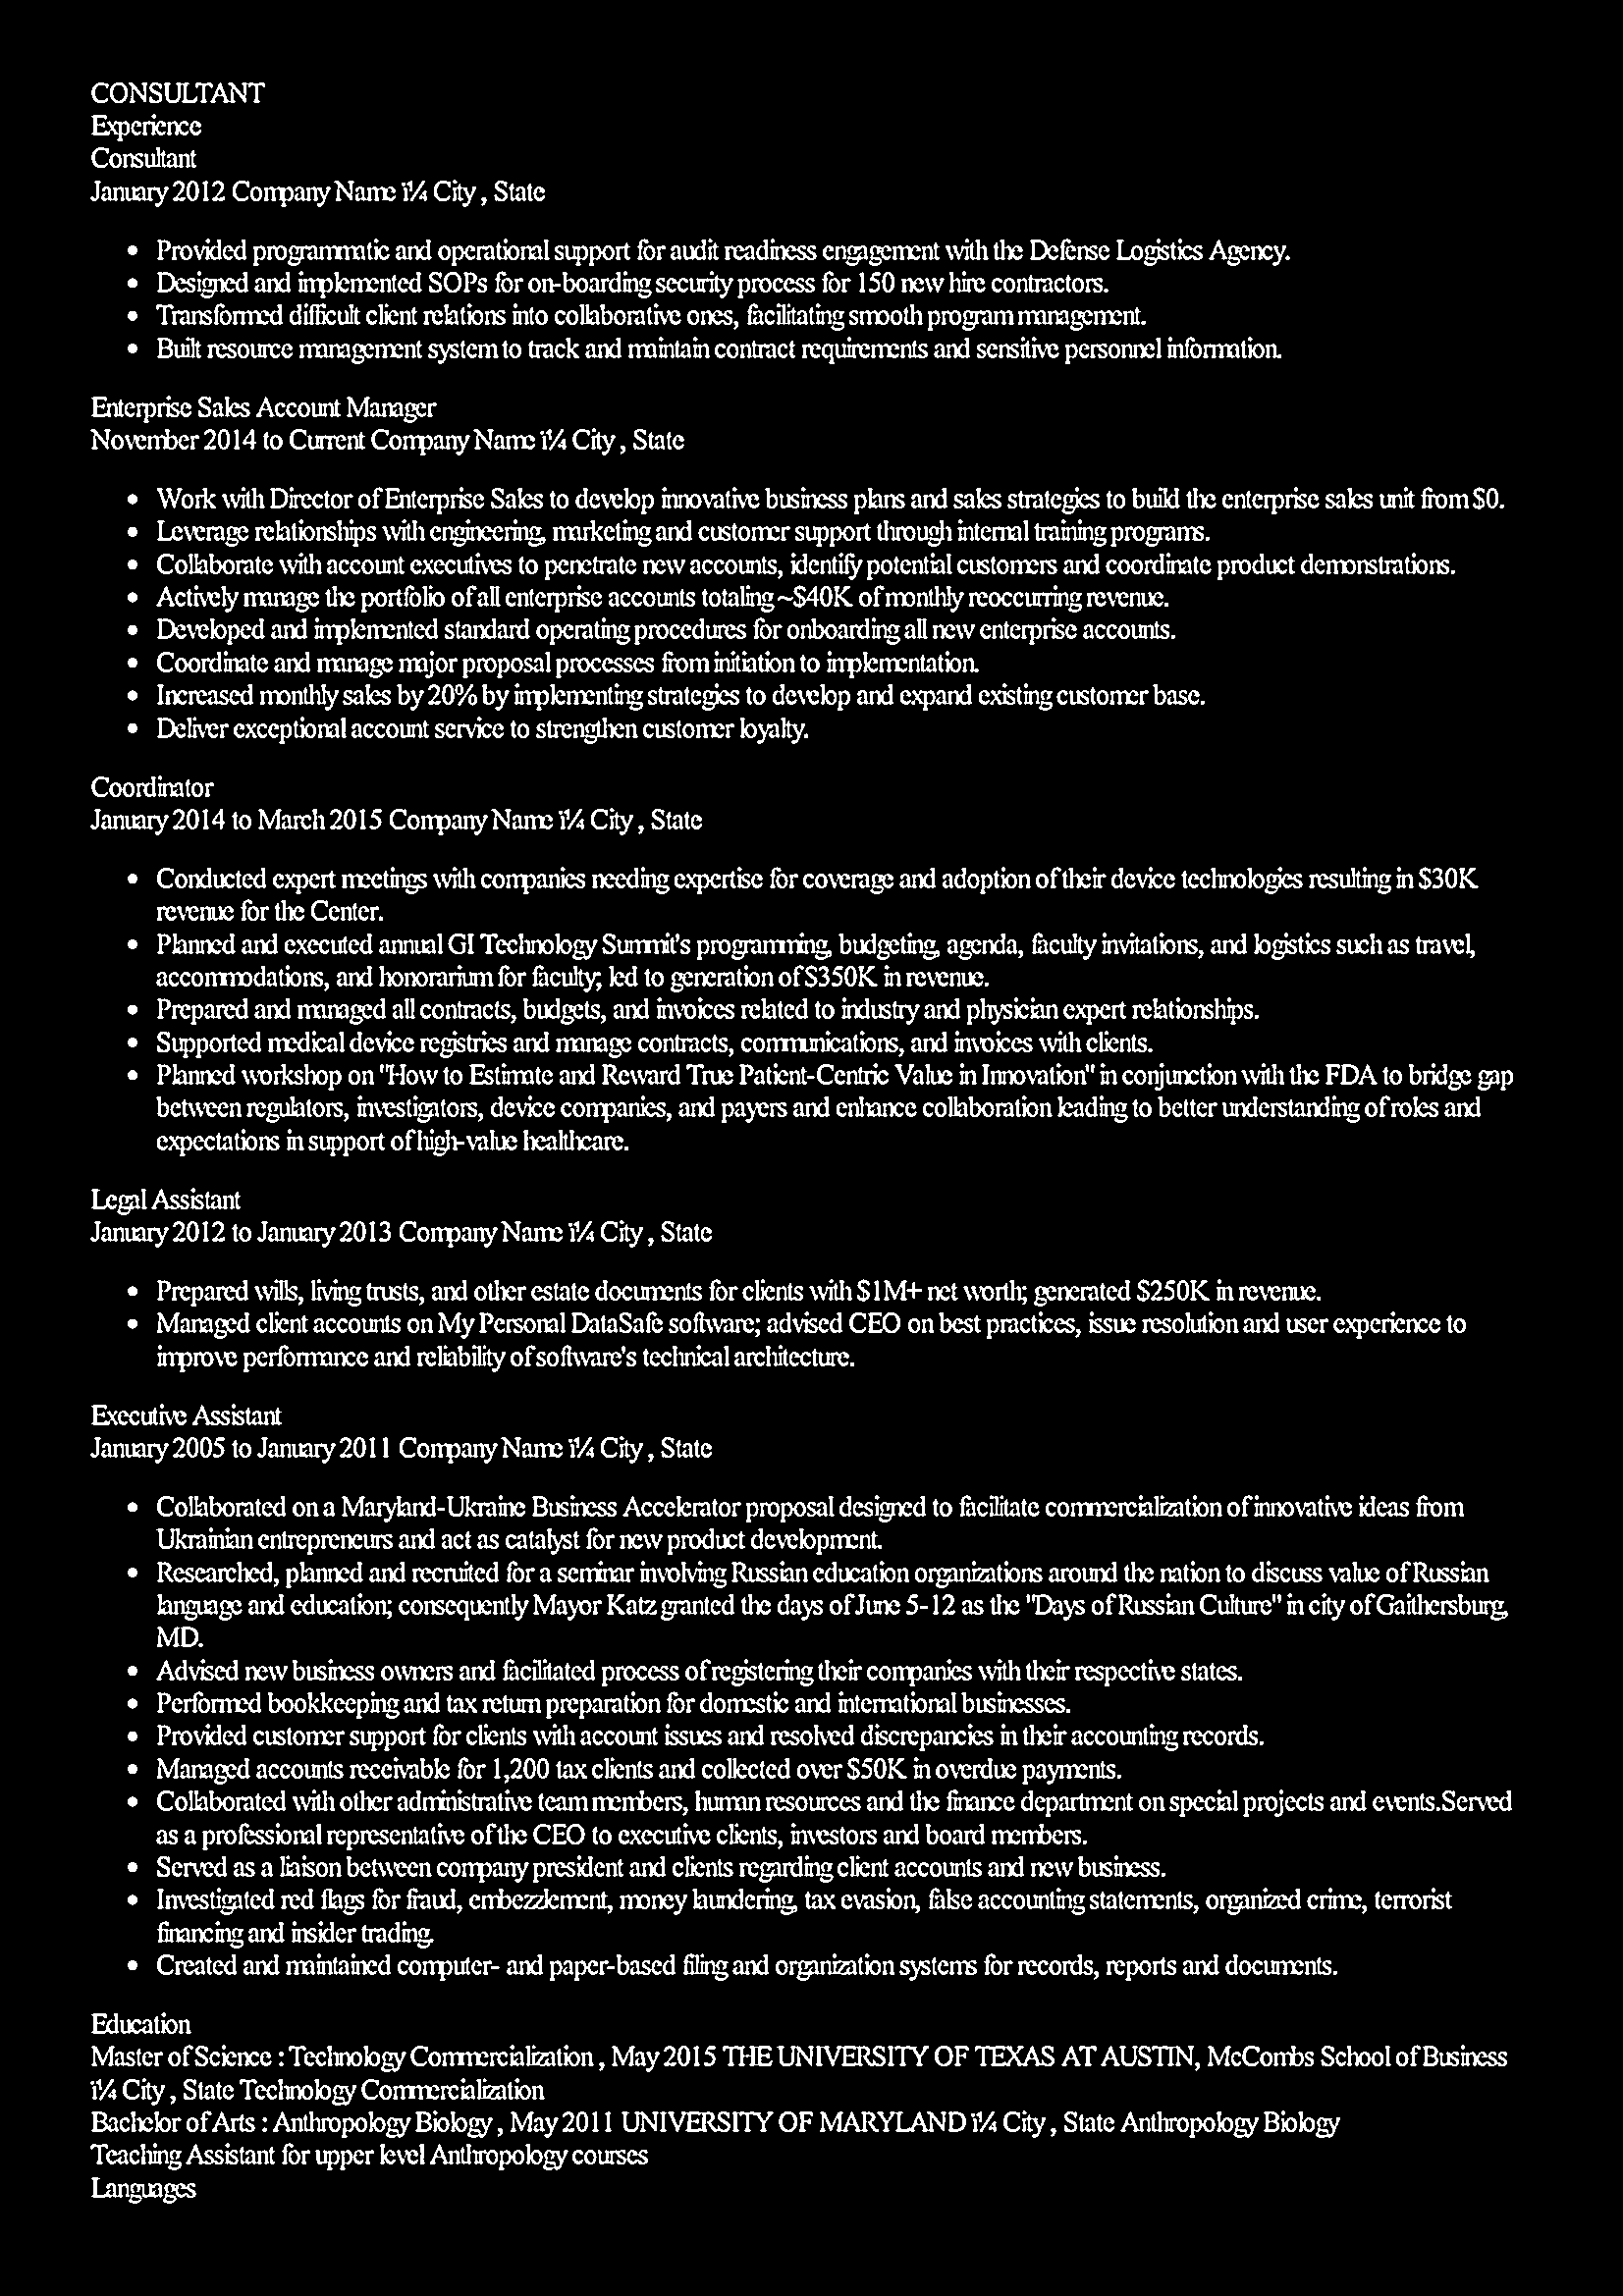 CONSULTANT
Experience
Consultant
January 2012 Company Name ï¼ City , State
• Provided programmatic and operational support for audit readiness engagement with the Defense Logistics Agency.
• Designed and implemented SOPs for on-boarding security process for 150 new hire contractors.
• Transformed difficult client relations into collaborative ones, facilitating smooth program management.
• Built resource management system to track and maintain contract requirements and sensitive personnel information.
Enterprise Sales Account Manager
November 2014 to Current Company Name ï¼ City , State
• Work with Director of Enterprise Sales to develop innovative business plans and sales strategies to build the enterprise sales unit from $0.
• Leverage relationships with engineering, marketing and customer support through internal training programs.
• Collaborate with account executives to penetrate new accounts, identify potential customers and coordinate product demonstrations.
• Actively manage the portfolio of all enterprise accounts totaling ~$40K of monthly reoccurring revenue.
• Developed and implemented standard operating procedures for onboarding all new enterprise accounts.
• Coordinate and manage major proposal processes from initiation to implementation.
• Increased monthly sales by 20% by implementing strategies to develop and expand existing customer base.
• Deliver exceptional account service to strengthen customer loyalty.
Coordinator
January 2014 to March 2015 Company Name ï¼ City , State
• Conducted expert meetings with companies needing expertise for coverage and adoption of their device technologies resulting in $30K
revenue for the Center.
• Planned and executed annual GI Technology Summit's programming, budgeting, agenda, faculty invitations, and logistics such as travel,
accommodations, and honorarium for faculty; led to generation of $350K in revenue.
• Prepared and managed all contracts, budgets, and invoices related to industry and physician expert relationships.
• Supported medical device registries and manage contracts, communications, and invoices with clients.
• Planned workshop on "How to Estimate and Reward True Patient-Centric Value in Innovation" in conjunction with the FDA to bridge gap
between regulators, investigators, device companies, and payers and enhance collaboration leading to better understanding of roles and
expectations in support of high-value healthcare.
Legal Assistant
January 2012 to January 2013 Company Name ï¼ City , State
• Prepared wills, living trusts, and other estate documents for clients with $1M+ net worth; generated $250K in revenue.
• Managed client accounts on My Personal DataSafe software; advised CEO on best practices, issue resolution and user experience to
improve performance and reliability of software's technical architecture.
Executive Assistant
January 2005 to January 2011 Company Name ï¼ City , State
• Collaborated on a Maryland-Ukraine Business Accelerator proposal designed to facilitate commercialization of innovative ideas from
Ukrainian entrepreneurs and act as catalyst for new product development.
• Researched, planned and recruited for a seminar involving Russian education organizations around the nation to discuss value of Russian
language and education; consequently Mayor Katz granted the days of June 5-12 as the "Days of Russian Culture" in city of Gaithersburg,
MD.
• Advised new business owners and facilitated process of registering their companies with their respective states.
• Performed bookkeeping and tax return preparation for domestic and international businesses.
• Provided customer support for clients with account issues and resolved discrepancies in their accounting records.
• Managed accounts receivable for 1,200 tax clients and collected over $50K in overdue payments.
• Collaborated with other administrative team members, human resources and the finance department on special projects and events.Served
as a professional representative of the CEO to executive clients, investors and board members.
• Served as a liaison between company president and clients regarding client accounts and new business.
• Investigated red flags for fraud, embezzlement, money laundering, tax evasion, false accounting statements, organized crime, terrorist
financing and insider trading.
• Created and maintained computer- and paper-based filing and organization systems for records, reports and documents.
Education
Master of Science : Technology Commercialization , May 2015 THE UNIVERSITY OF TEXAS AT AUSTIN, McCombs School of Business
ï¼ City , State Technology Commercialization
Bachelor of Arts : Anthropology Biology , May 2011 UNIVERSITY OF MARYLAND ï¼ City , State Anthropology Biology
Teaching Assistant for upper level Anthropology courses
Languages